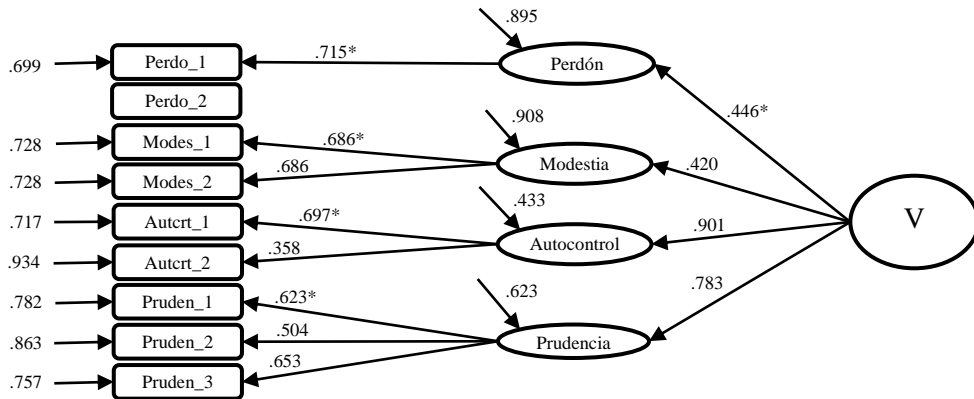 .895
.699
Perdo_1
.715*
Perdón
Perdo_2
.446*
.908
.728
Modes_1
.686*
Modestia
.420
.728
Modes_2
.686
.433
.717
Autcrt_1
.697*
.901
V
Autocontrol
.934
Autcrt_2
.358
.783
.782
Pruden_1
.623*
.623
.863
Pruden_2
.504
Prudencia
.653
.757
Pruden_3